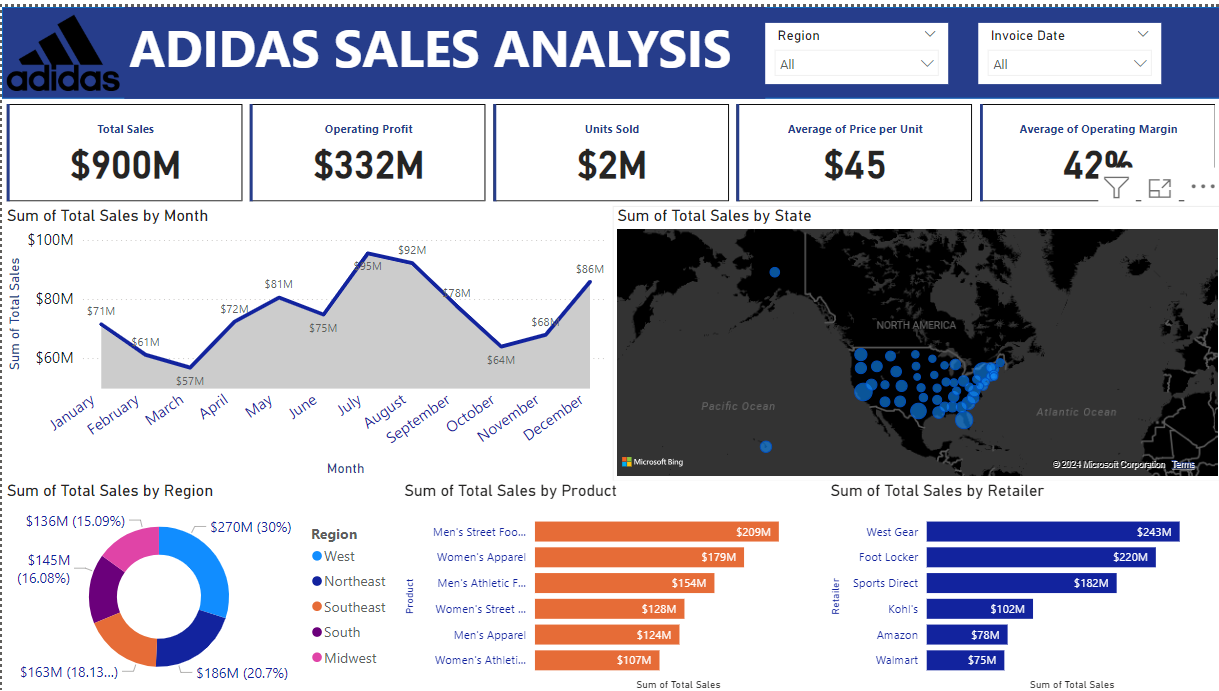 adidas
ADIDAS SALES ANALYSIS
Region
All
Invoice Date
All
Total Sales
$900M
Operating Profit
$332M
Units Sold
$2M
Average of Price per Unit
$45
Average of Operating Margin
42%
Sum of Total Sales by Month
Sum of Total Sales
$100M
$80M
$60M
$71M
$61M
$57M
$72M
$81M
$75M
$95M
$92M
$78M
$64M
$68M
$86M
January
February
March
April
May
June
July
August
September
October
November
December
Month
Sum of Total Sales by State
NORTH AMERICA
Pacific Ocean
Atlantic Ocean
Microsoft Bing
© 2024 Microsoft Corporation Terms
Sum of Total Sales by Region
$136M (15.09%)
$270M (30%)
$145M
(16.08%)
$163M (18.13...)
$186M (20.7%)
Region
West
Northeast
Southeast
South
Midwest
Sum of Total Sales by Product
Product
Men's Street Foo... $209M
Women's Apparel $179M
Men's Athletic F... $154M
Women's Street ... $128M
Men's Apparel $124M
Women's Athleti... $107M
Sum of Total Sales
Sum of Total Sales by Retailer
Retailer
West Gear $243M
Foot Locker $220M
Sports Direct $182M
Kohl's $102M
Amazon $78M
Walmart $75M
Sum of Total Sales